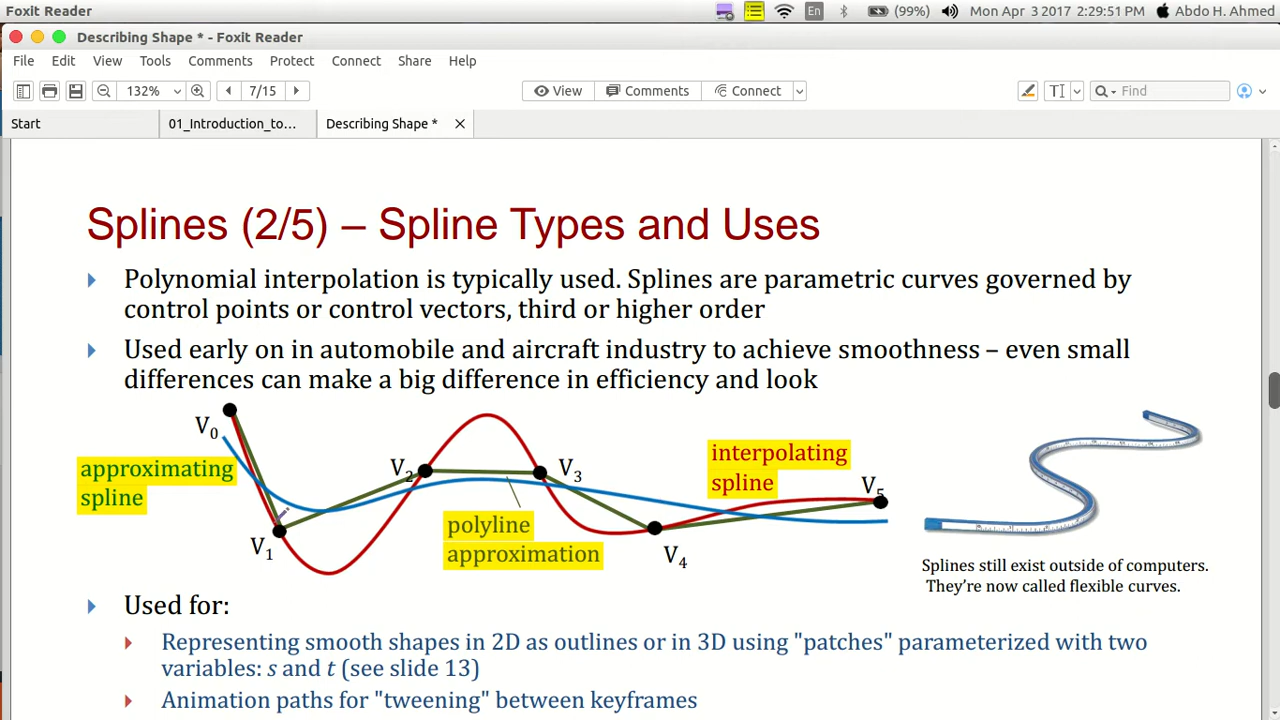 Foxit Reader
En
(99%)
Mon Apr 3 2017 2:29:51 PM
Abdo H. Ahmed
Describing Shape * - Foxit Reader
File Edit View Tools Comments Protect Connect Share Help
132%
7/15
View
Comments
Connect
Find
Start
01_Introduction_to...
Describing Shape *
Splines (2/5) – Spline Types and Uses
Polynomial interpolation is typically used. Splines are parametric curves governed by
control points or control vectors, third or higher order
Used early on in automobile and aircraft industry to achieve smoothness – even small
differences can make a big difference in efficiency and look
V0
approximating
spline
V1
V2
V3
polyline
approximation
V4
interpolating
spline
V5
Splines still exist outside of computers.
They're now called flexible curves.
Used for:
Representing smooth shapes in 2D as outlines or in 3D using "patches" parameterized with two
variables: s and t (see slide 13)
Animation paths for "tweening" between keyframes